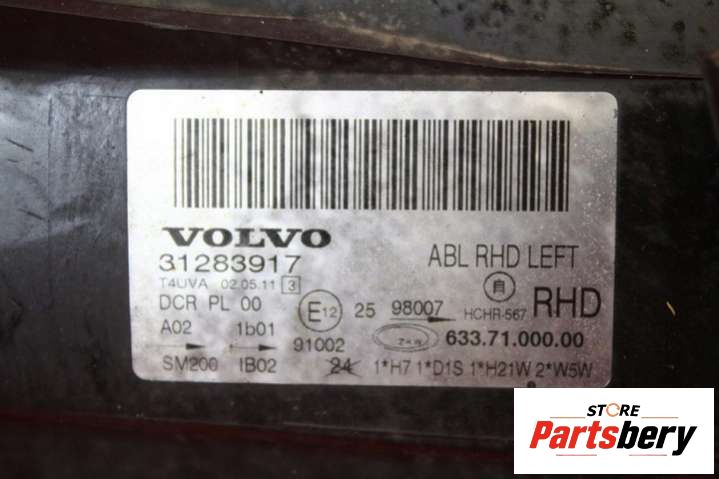 VOLVO
31283917
ABL RHD LEFT
T4UVA 02.05.11 3
DCR PL 00
E12 25 98007
HCHR-567 RHD
A02 1b01 91002
633.71.000.00
SM200 IB02 24 1*H7 1*D1S 1*H21W 2*W5W
STORE
Partsbery